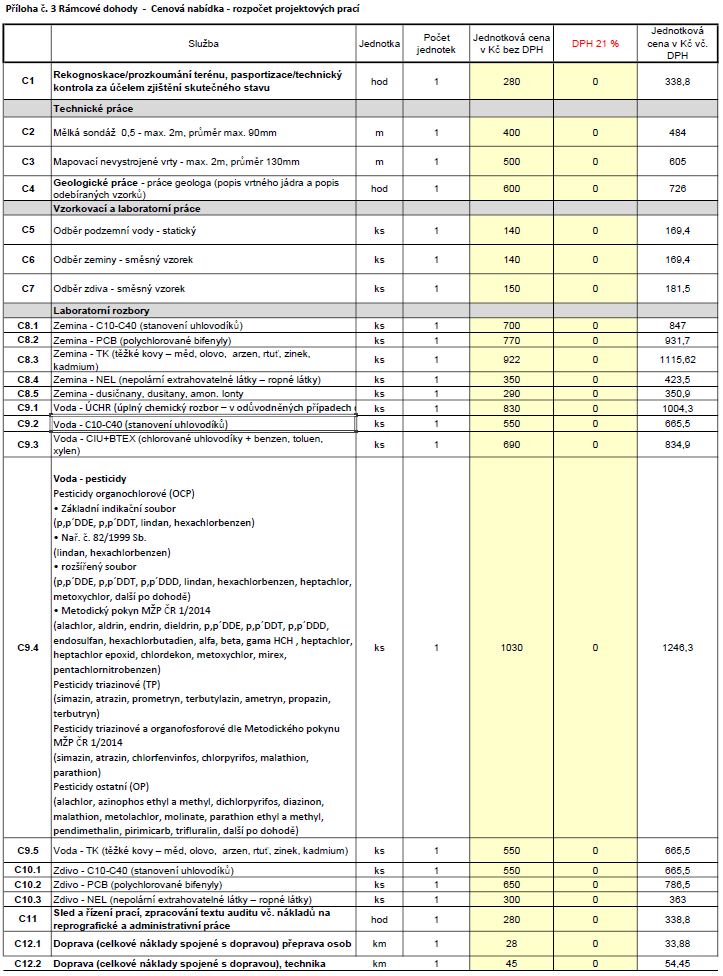 Příloha č. 3 Rámcové dohody - Cenová nabídka - rozpočet projektových prací
Služba Jednotka Počet jednotek Jednotková cena v Kč bez DPH DPH 21 % Jednotková cena v Kč vč. DPH
C1 Rekognoskace/prozkoumání terénu, pasportizace/technický kontrola za účelem zjištění skutečného stavu hod 1 280 0 338,8
Technické práce
C2 Mělká sondáž 0,5 - max. 2m, průměr max. 90mm m 1 400 0 484
C3 Mapovací nevystrojené vrty - max. 2m, průměr 130mm m 1 500 0 605
C4 Geologické práce - práce geologa (popis vrtného jádra a popis odebíraných vzorků) hod 1 600 0 726
Vzorkovací a laboratorní práce
C5 Odběr podzemní vody - statický ks 1 140 0 169,4
C6 Odběr zeminy - směsný vzorek ks 1 140 0 169,4
C7 Odběr zdiva - směsný vzorek ks 1 150 0 181,5
Laboratorní rozbory
C8.1 Zemina - C10-C40 (stanovení uhlovodíků) ks 1 700 0 847
C8.2 Zemina - PCB (polychlorované bifenyly) ks 1 770 0 931,7
C8.3 Zemina - TK (těžké kovy – měd, olovo, arzen, rtuť, zinek, kadmium) ks 1 922 0 1115,62
C8.4 Zemina - NEL (nepolární extrahovatelné látky – ropné látky) ks 1 350 0 423,5
C8.5 Zemina - dusičnany, dusitany, amon. Ionty ks 1 290 0 350,9
C9.1 Voda - ÚCHR (úplný chemický rozbor – v odůvodněných případech ks 1 830 0 1004,3
C9.2 Voda - C10-C40 (stanovení uhlovodíků) ks 1 550 0 665,5
C9.3 Voda - CIU+BTEX (chlorované uhlovodíky + benzen, toluen, xylen) ks 1 690 0 834,9
Voda - pesticidy
Pesticidy organochlorové (OCP)
• Základní indikační soubor
(p,p´DDE, p,p´DDT, lindan, hexachlorbenzen)
• Nař. č. 82/1999 Sb.
(lindan, hexachlorbenzen)
• rozšířený soubor
(p,p´DDE, p,p´DDT, p,p´DDD, lindan, hexachlorbenzen, heptachlor,
metoxychlor, další po dohodě)
• Metodický pokyn MŽP ČR 1/2014
(alachlor, aldrin, endrin, dieldrin, p,p´DDE, p,p´DDT, p,p´DDD,
endosulfan, hexachlorbutadien, alfa, beta, gama HCH , heptachlor,
C9.4 heptachlor epoxid, chlordekon, metoxychlor, mirex, ks 1 1030 0 1246,3
pentachlornitrobenzen)
Pesticidy triazinové (TP)
(simazin, atrazin, prometryn, terbutylazin, ametryn, propazin,
terbutryn)
Pesticidy triazinové a organofosforové dle Metodického pokynu
MŽP ČR 1/2014
(simazin, atrazin, chlorfenvinfos, chlorpyrifos, malathion,
parathion)
Pesticidy ostatní (OP)
(alachlor, azinophos ethyl a methyl, dichlorpyrifos, diazinon,
malathion, metolachlor, molinate, parathion ethyl a methyl,
pendimethalin, pirimicarb, trifluralin, další po dohodě)
C9.5 Voda - TK (těžké kovy – měd, olovo, arzen, rtuť, zinek, kadmium) ks 1 550 0 665,5
C10.1 Zdivo - C10-C40 (stanovení uhlovodíků) ks 1 550 0 665,5
C10.2 Zdivo - PCB (polychlorované bifenyly) ks 1 650 0 786,5
C10.3 Zdivo - NEL (nepolární extrahovatelné látky – ropné látky) ks 1 300 0 363
C11 Sled a řízení prací, zpracování textu auditu vč. nákladů na reprografické a administrativní práce hod 1 280 0 338,8
C12.1 Doprava (celkové náklady spojené s dopravou) přeprava osob km 1 28 0 33,88
C12.2 Doprava (celkové náklady spojené s dopravou), technika km 1 45 0 54,45